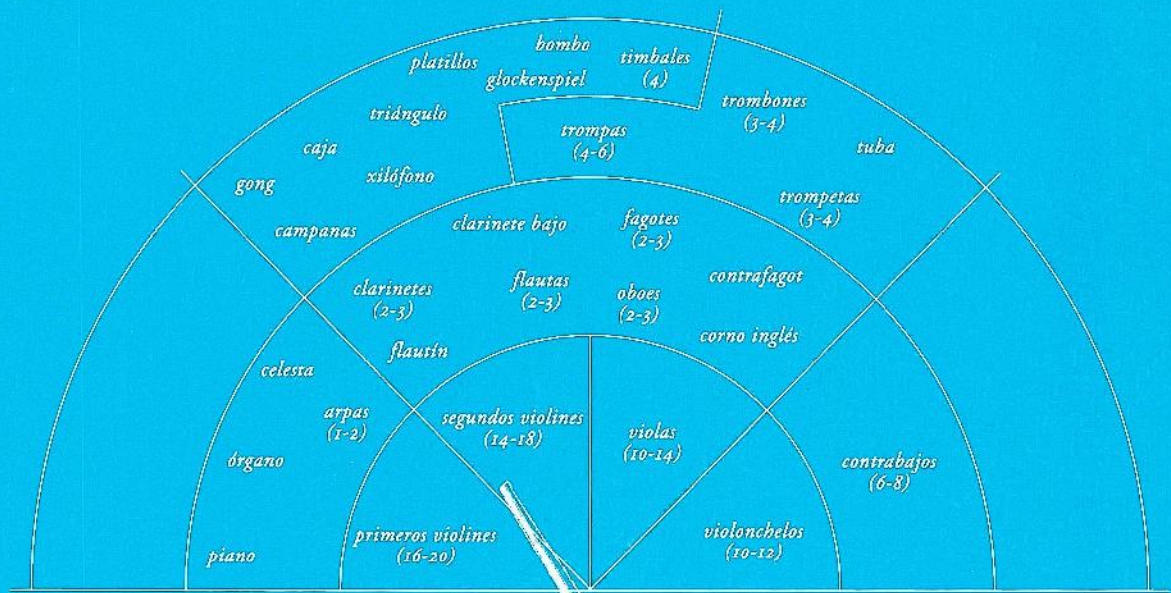 bombo
platillos
timbales
(4)
glockenspiel
trombones
(3-4)
triángulo
trompas
(4-6)
tuba
caja
xilófono
gong
trompetas
(3-4)
campanas
clarinete bajo
fagotes
(2-3)
contrafagot
clarinetes
(2-3)
flautas
(2-3)
oboes
(2-3)
corno inglés
flautín
celesta
arpas
(1-2)
segundos violines
(14-18)
violas
(10-14)
órgano
contrabajos
(6-8)
primeros violines
(16-20)
violonchelos
(10-12)
piano